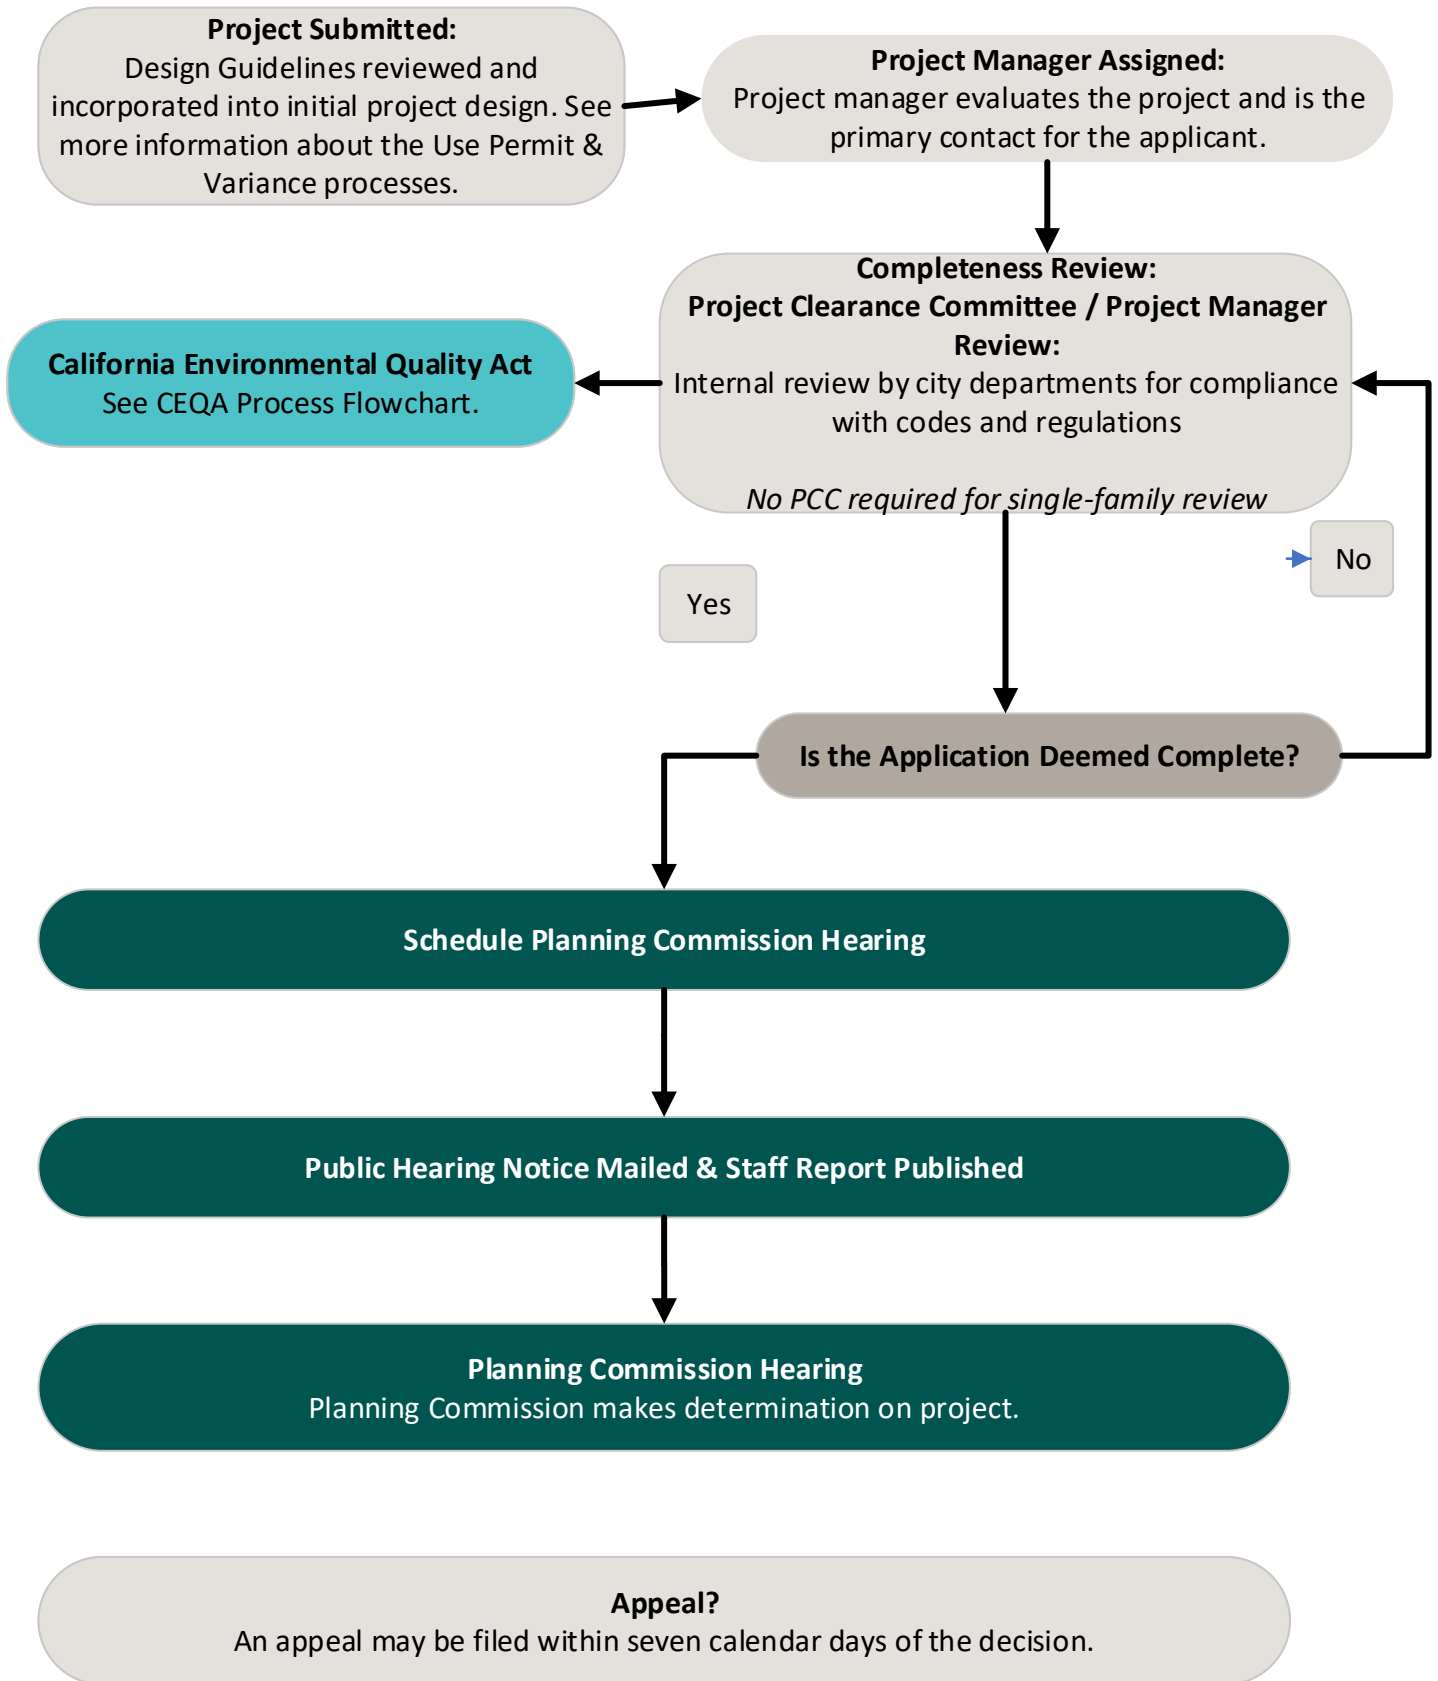 Project Submitted:
Design Guidelines reviewed and
incorporated into initial project design. See
more information about the Use Permit &
Variance processes.
Project Manager Assigned:
Project manager evaluates the project and is the
primary contact for the applicant.
Completeness Review:
Project Clearance Committee / Project Manager
Review:
Internal review by city departments for compliance
with codes and regulations
No PCC required for single-family review
California Environmental Quality Act
See CEQA Process Flowchart.
No
Yes
Is the Application Deemed Complete?
Schedule Planning Commission Hearing
Public Hearing Notice Mailed & Staff Report Published
Planning Commission Hearing
Planning Commission makes determination on project.
Appeal?
An appeal may be filed within seven calendar days of the decision.